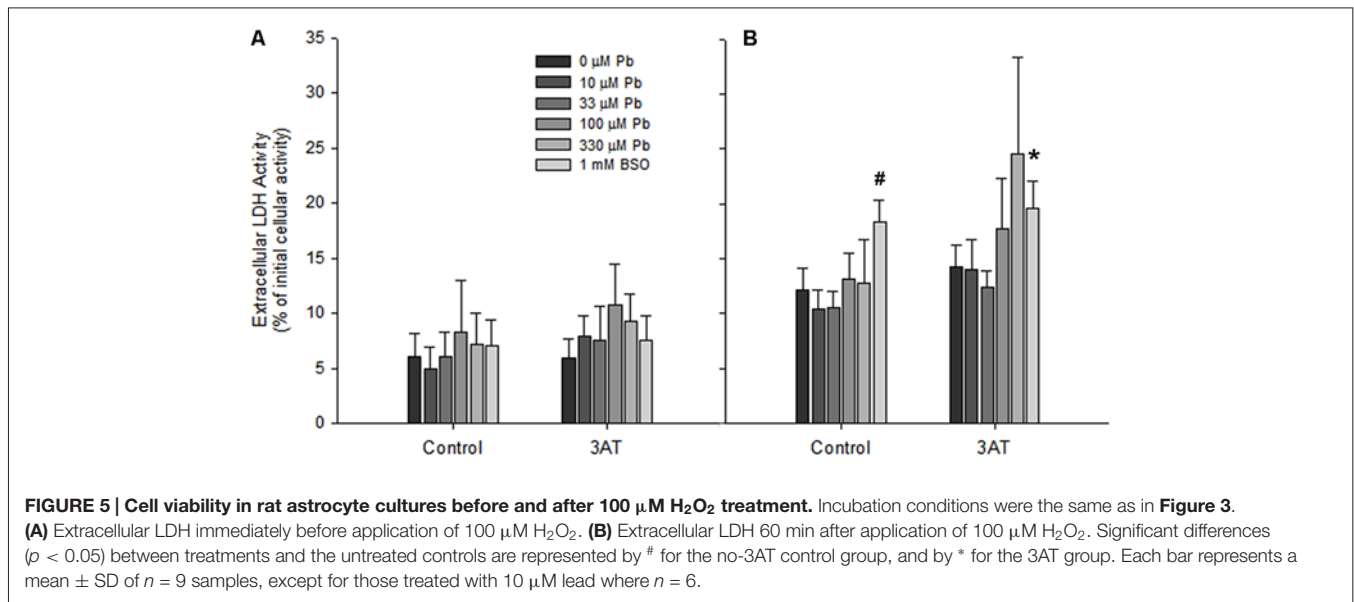 A
B
35
30
25
20
15
10
5
0
Extracellular LDH Activity
(% of initial cellular activity)
0 µM Pb
10 µM Pb
33 µM Pb
100 µM Pb
330 µM Pb
1 mM BSO
#
*
Control
3AT
Control
3AT
FIGURE 5 | Cell viability in rat astrocyte cultures before and after 100 µM H₂O₂ treatment. Incubation conditions were the same as in Figure 3.
(A) Extracellular LDH immediately before application of 100 µM H₂O₂. (B) Extracellular LDH 60 min after application of 100 µM H₂O₂. Significant differences
(p < 0.05) between treatments and the untreated controls are represented by # for the no-3AT control group, and by * for the 3AT group. Each bar represents a
mean ± SD of n = 9 samples, except for those treated with 10 µM lead where n = 6.